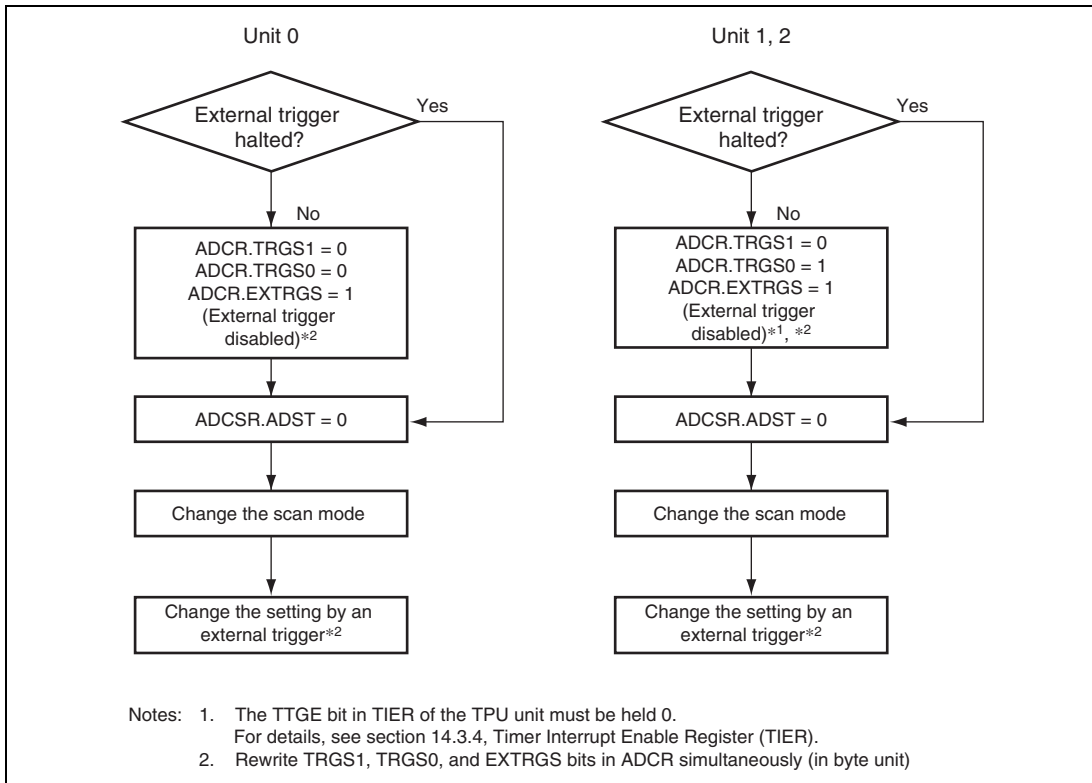 Unit 0
External trigger
halted?
Yes
No
ADCR.TRGS1 = 0
ADCR.TRGS0 = 0
ADCR.EXTRGS = 1
(External trigger
disabled)*2
ADCSR.ADST = 0
Change the scan mode
Change the setting by an
external trigger*2
Unit 1, 2
External trigger
halted?
Yes
No
ADCR.TRGS1 = 0
ADCR.TRGS0 = 1
ADCR.EXTRGS = 1
(External trigger
disabled)*1, *2
ADCSR.ADST = 0
Change the scan mode
Change the setting by an
external trigger*2
Notes: 1. The TTGE bit in TIER of the TPU unit must be held 0.
For details, see section 14.3.4, Timer Interrupt Enable Register (TIER).
2. Rewrite TRGS1, TRGS0, and EXTRGS bits in ADCR simultaneously (in byte unit)